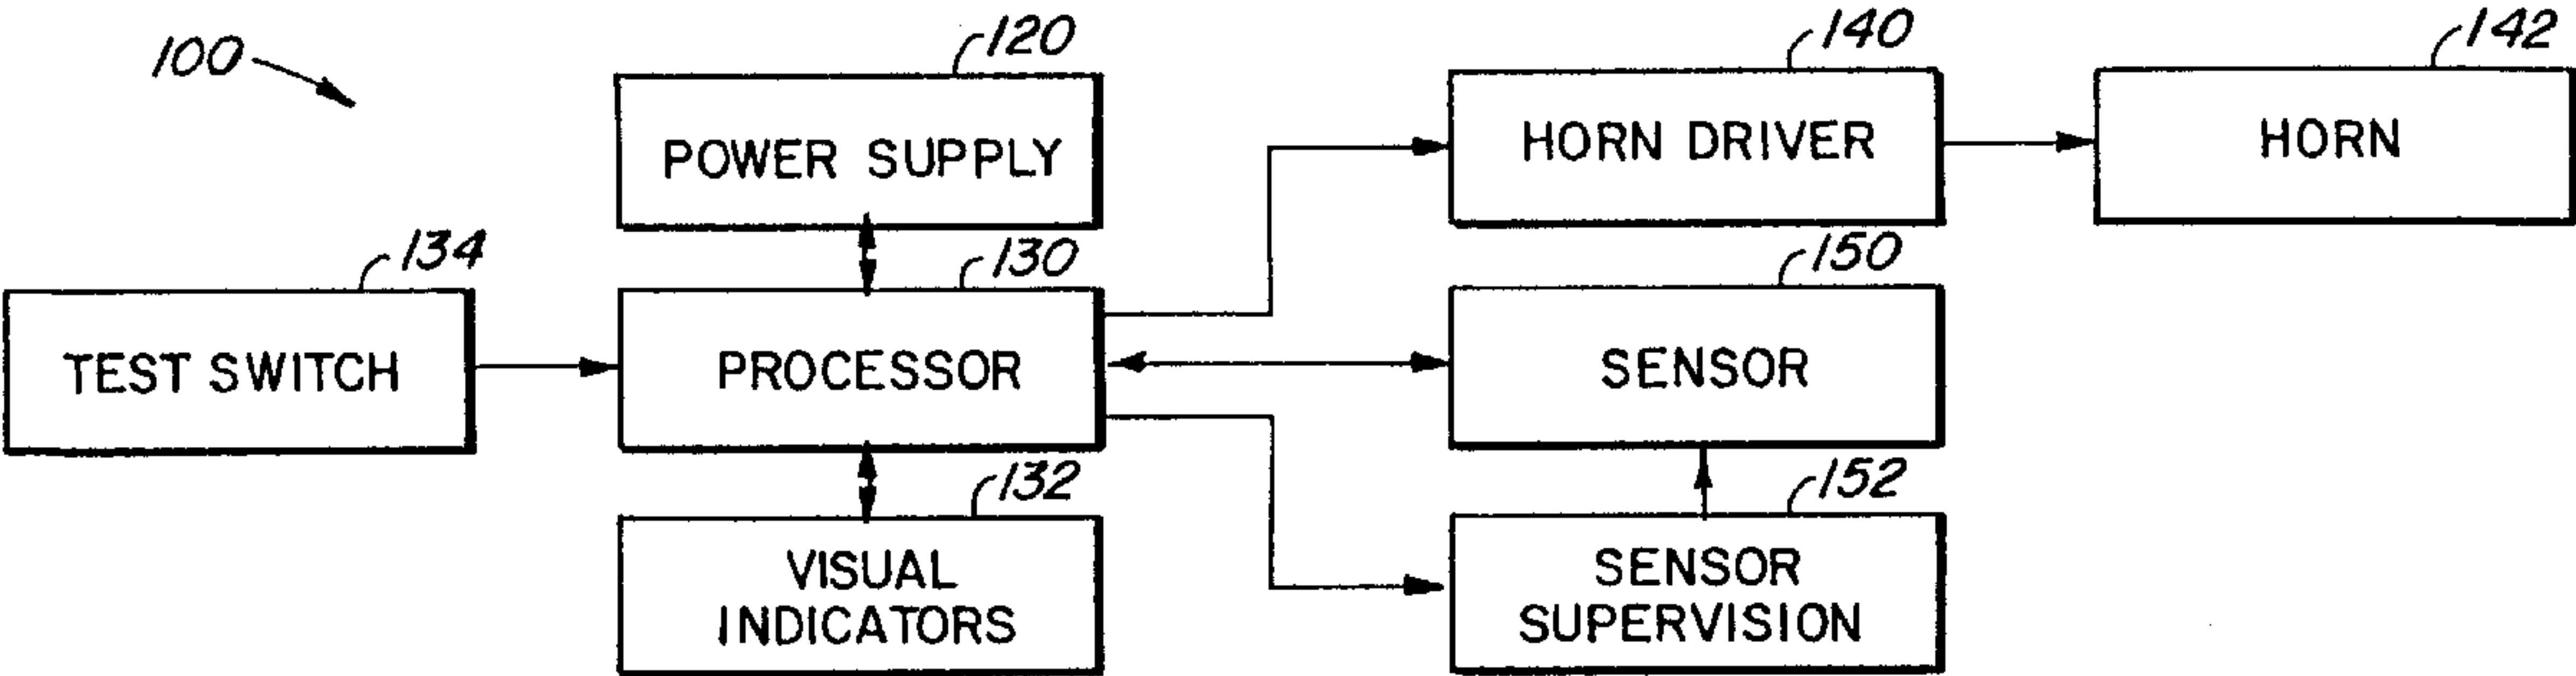 100
120
POWER SUPPLY
140
HORN DRIVER
142
HORN
134
TEST SWITCH
130
PROCESSOR
150
SENSOR
132
VISUAL
INDICATORS
152
SENSOR
SUPERVISION